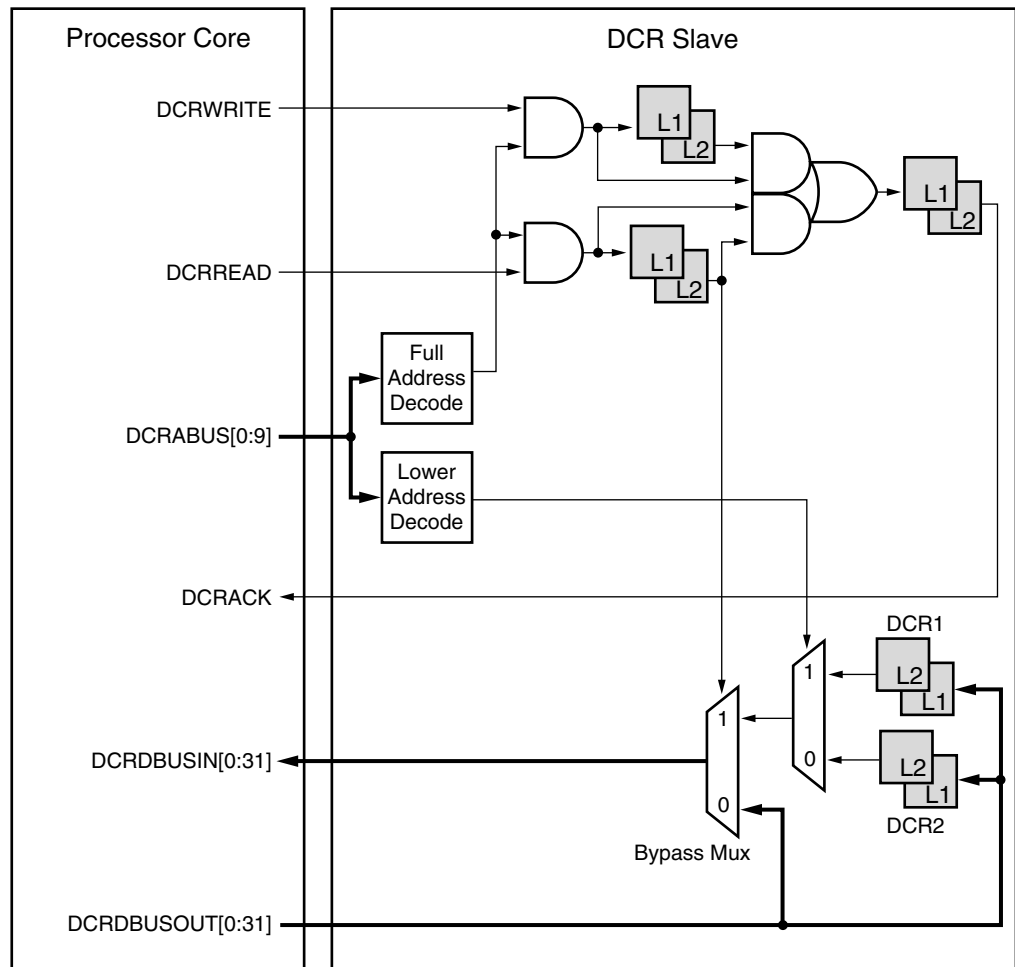 Processor Core
DCR Slave
DCRWRITE
L1
L2
L1
L2
L1
L2
DCRREAD
Full
Address
Decode
DCRABUS[0:9]
Lower
Address
Decode
DCRACK
DCR1
L2
L1
1
0
1
0
L2
L1
DCR2
DCRDBUSIN[0:31]
Bypass Mux
DCRDBUSOUT[0:31]